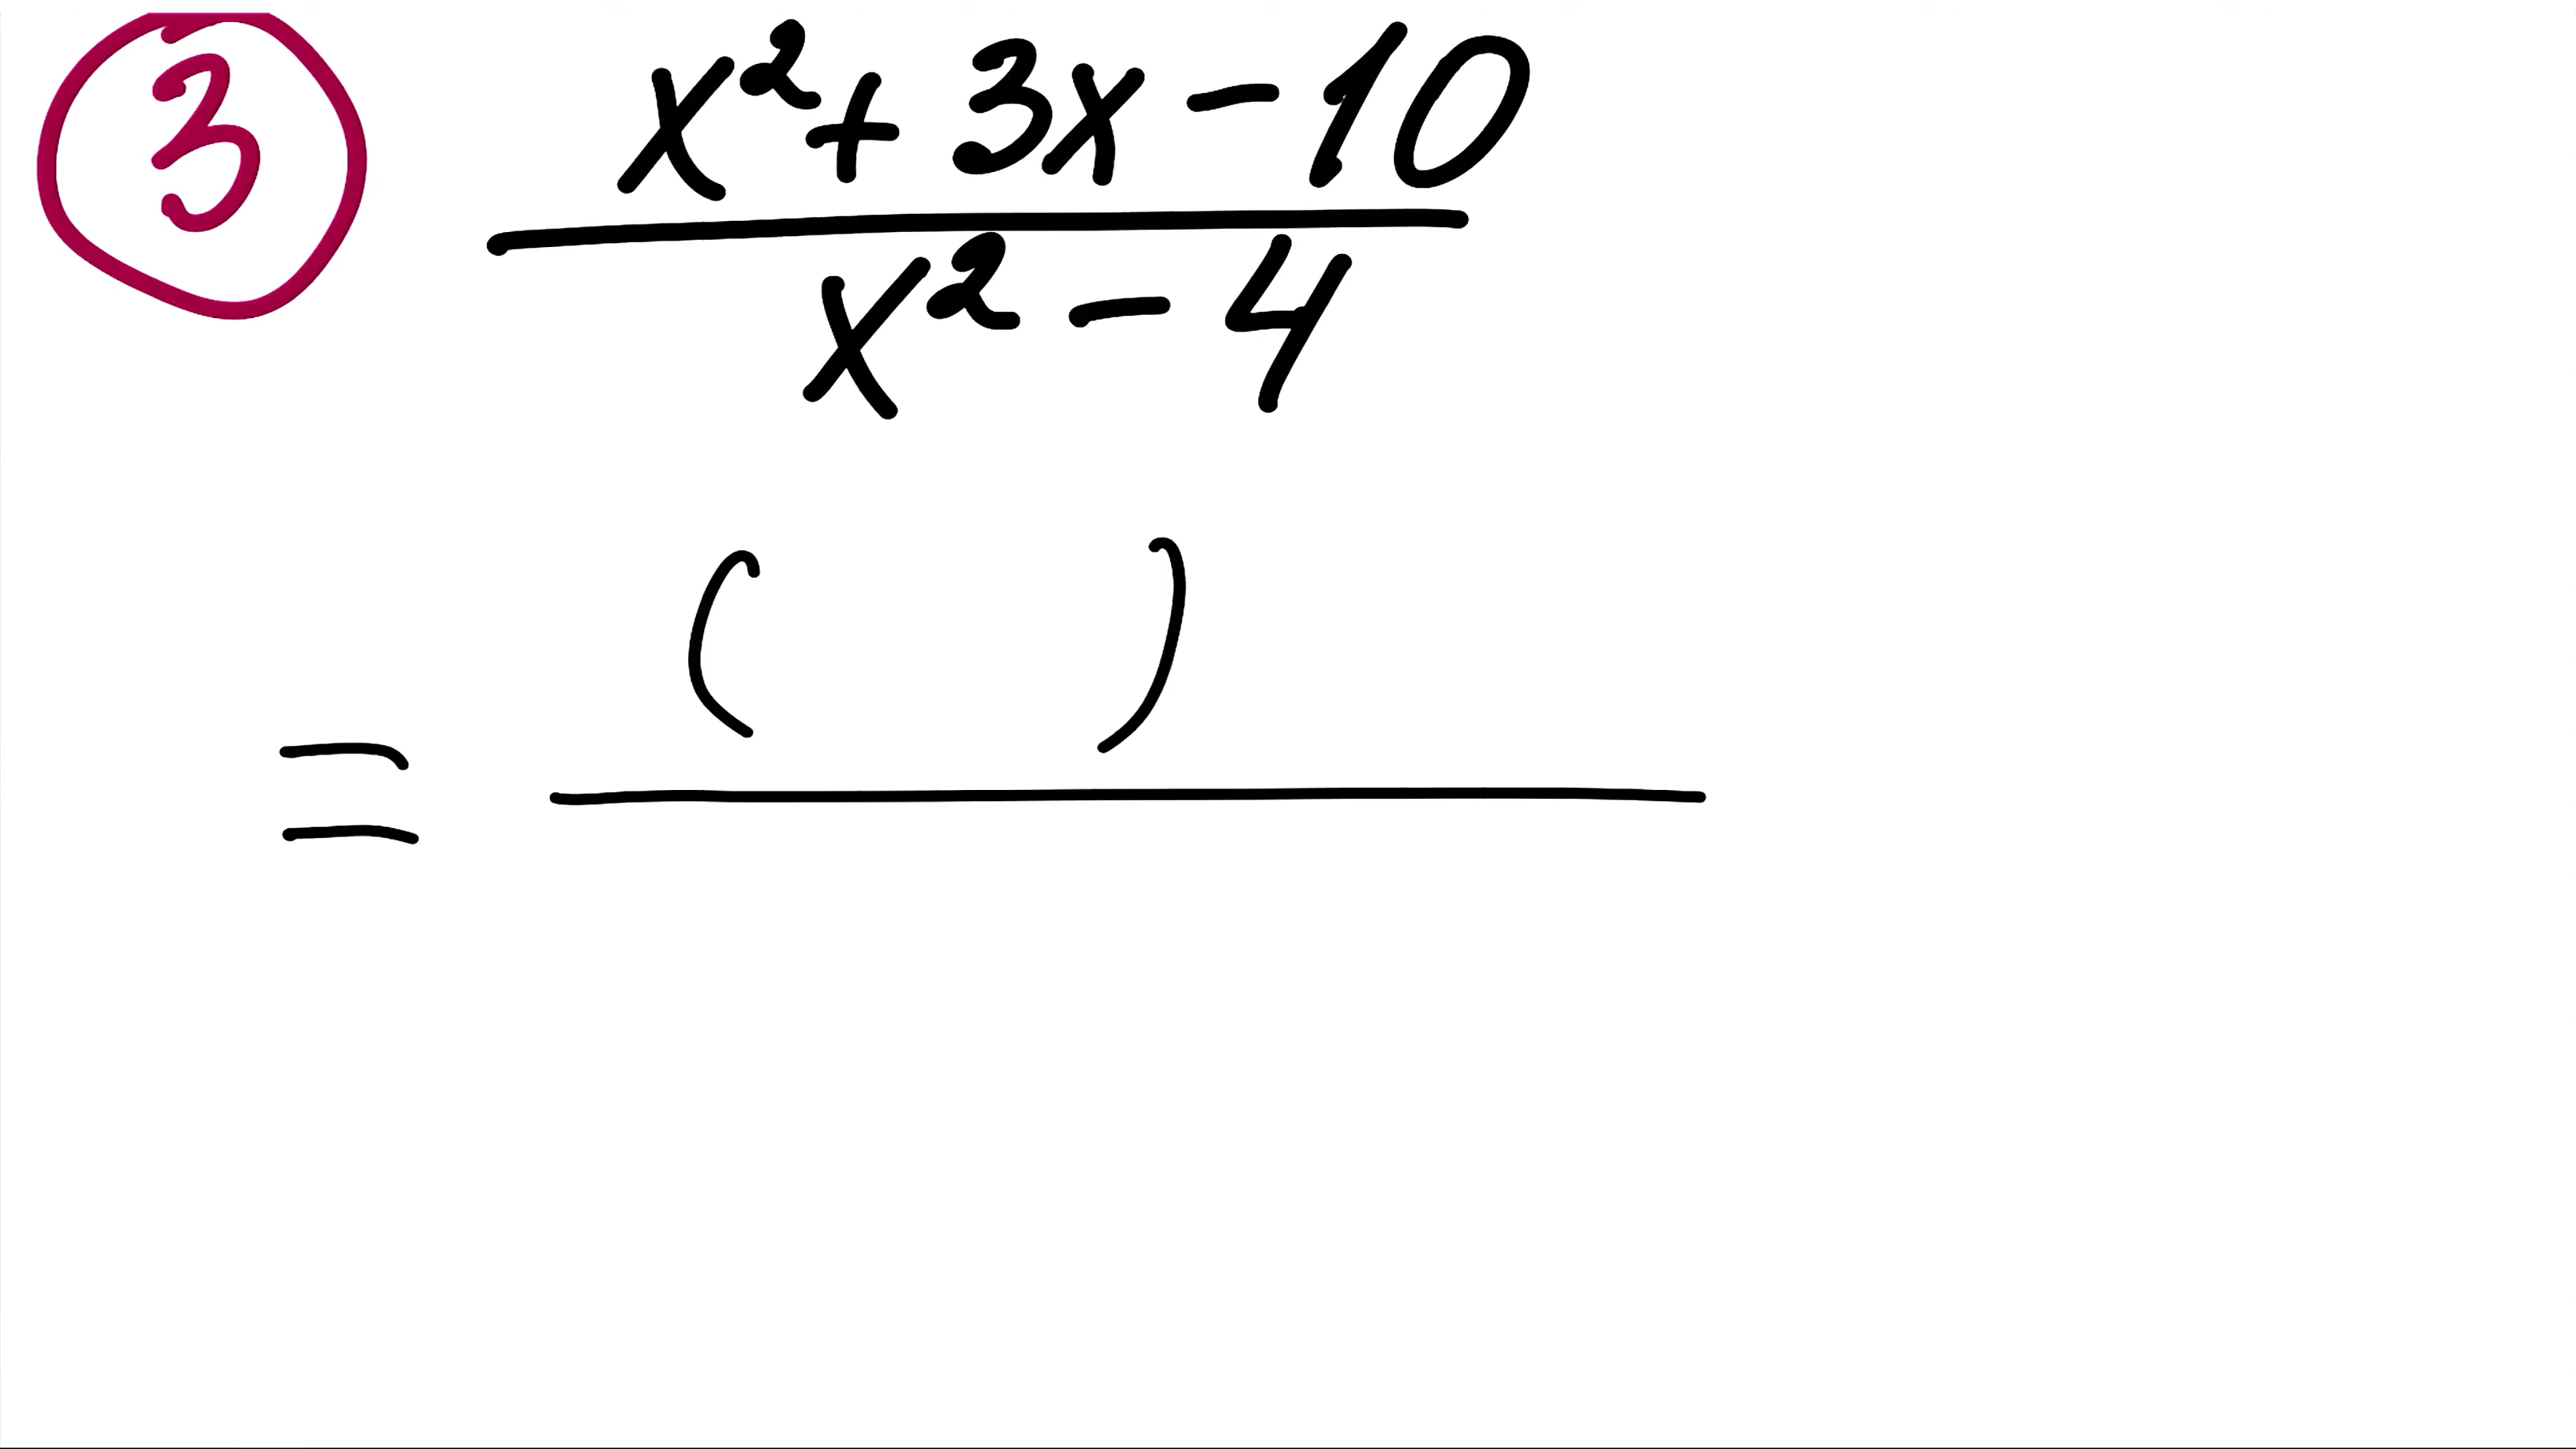 3
x² + 3x - 10
x² - 4
= ( )